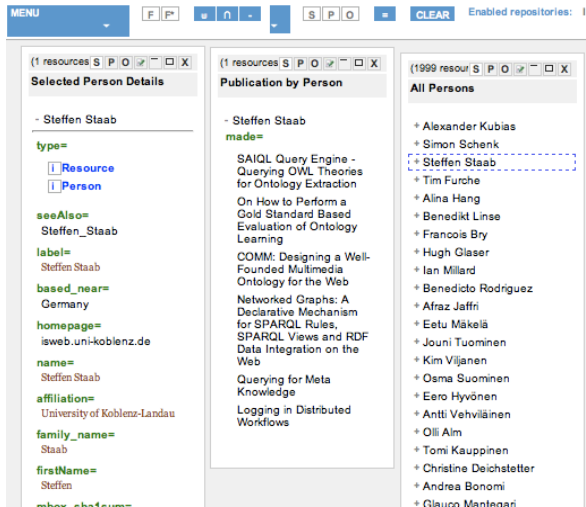 MENU
F F* ∪ ∩ - S P O = CLEAR Enabled repositories:
(1 resources S P O X
Selected Person Details
- Steffen Staab
type=
i Resource
i Person
seeAlso=
Steffen_Staab
label=
Steffen Staab
based_near=
Germany
homepage=
isweb.uni-koblenz.de
name=
Steffen Staab
affiliation=
University of Koblenz-Landau
family_name=
Staab
firstName=
Steffen
mbox_sha1sum=
(1 resources S P O X
Publication by Person
- Steffen Staab
made=
SAIQL Query Engine -
Querying OWL Theories
for Ontology Extraction
On How to Perform a
Gold Standard Based
Evaluation of Ontology
Learning
COMM: Designing a Well-
Founded Multimedia
Ontology for the Web
Networked Graphs: A
Declarative Mechanism
for SPARQL Rules,
SPARQL Views and RDF
Data Integration on the
Web
Querying for Meta
Knowledge
Logging in Distributed
Workflows
(1999 resour S P O X
All Persons
+ Alexander Kubias
+ Simon Schenk
+ Steffen Staab
+ Tim Furche
+ Alina Hang
+ Benedikt Linse
+ Francois Bry
+ Hugh Glaser
+ Ian Millard
+ Benedicto Rodriguez
+ Afraz Jaffri
+ Eetu Mäkelä
+ Jouni Tuominen
+ Kim Viljanen
+ Osma Suominen
+ Eero Hyvönen
+ Antti Vehviläinen
+ Olli Alm
+ Tomi Kauppinen
+ Christine Deichstetter
+ Andrea Bonomi
+ Glauco Mantegari